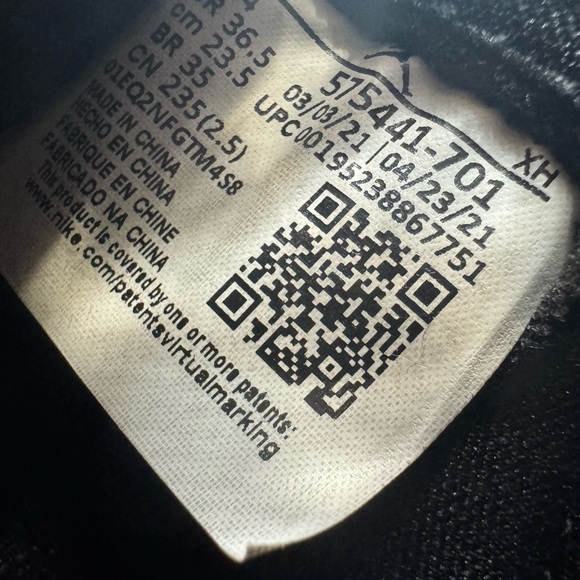 R 36.5
cm 23.5
BR 35
CN 235(2.5)
01EQ2NFGTM4S8
MADE IN CHINA
HECHO EN CHINA
FABRIQUE EN CHINE
FABRICADO NA CHINA
This product is covered by one or more patents:
www.nike.com/patentsvirtualmarking
515441-701 XH
03/03/21 | 04/23/21
UPC00195238867751